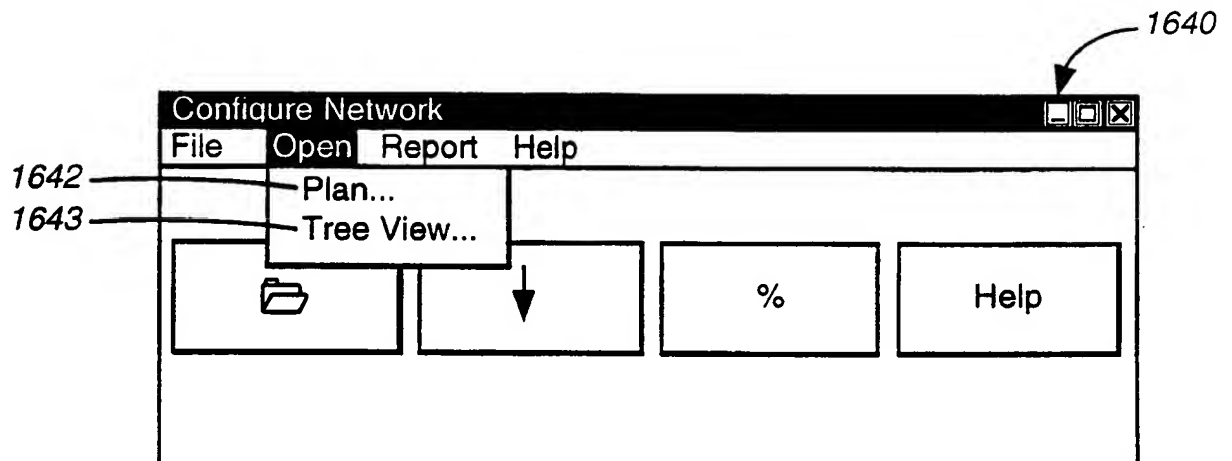 1640
Configure Network
File Open Report Help
1642 Plan...
1643 Tree View...
% Help